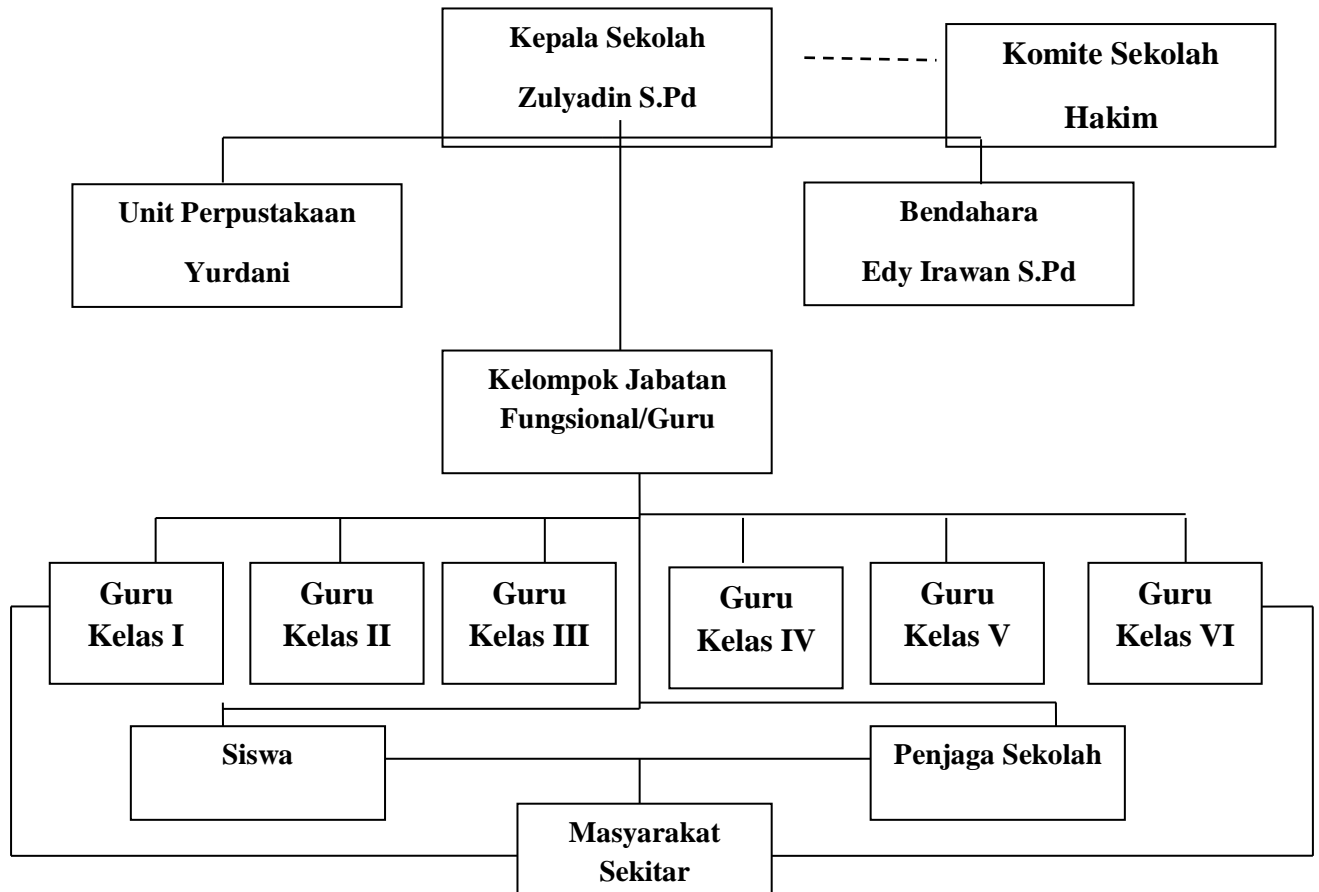 Kepala Sekolah
Zulyadin S.Pd
Komite Sekolah
Hakim
Unit Perpustakaan
Yurdani
Bendahara
Edy Irawan S.Pd
Kelompok Jabatan
Fungsional/Guru
Guru
Kelas I
Guru
Kelas II
Guru
Kelas III
Guru
Kelas IV
Guru
Kelas V
Guru
Kelas VI
Siswa
Penjaga Sekolah
Masyarakat
Sekitar